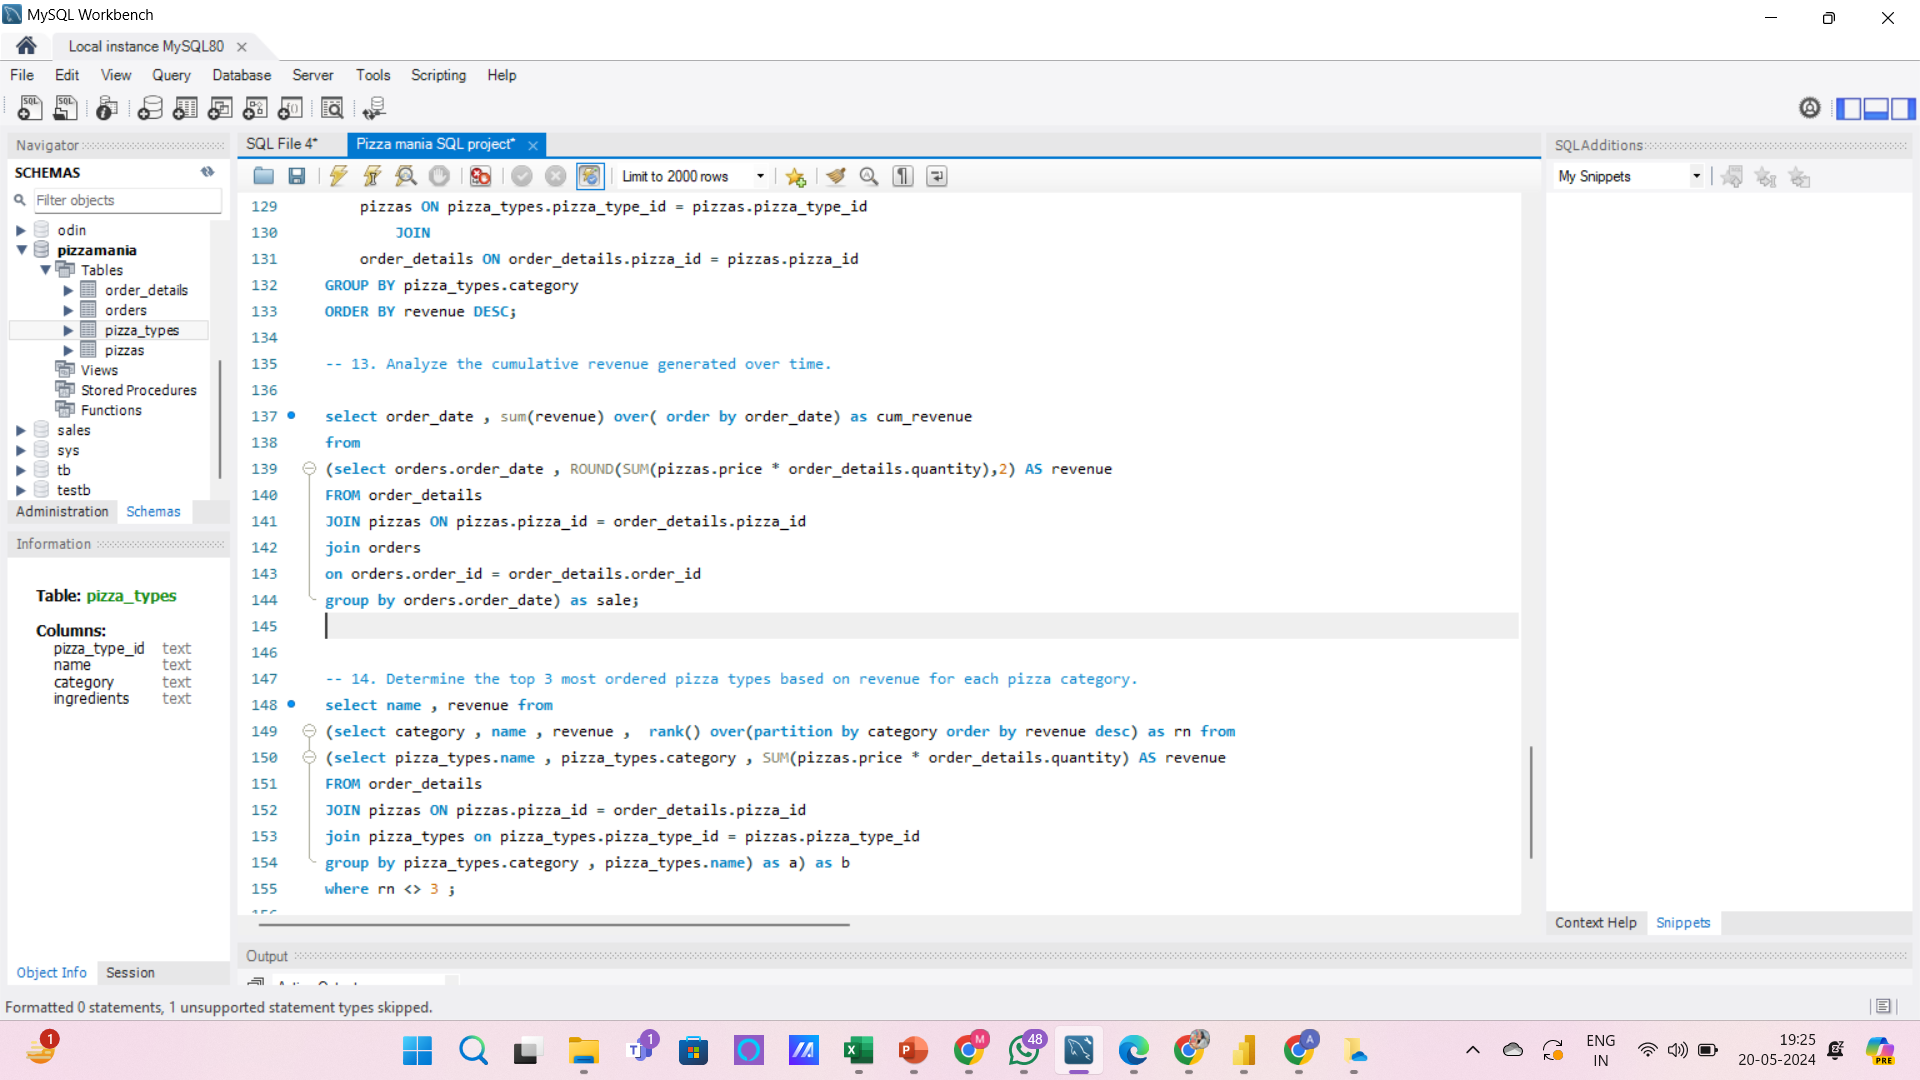 MySQL Workbench
Local instance MySQL80
File Edit View Query Database Server Tools Scripting Help
Navigator
SCHEMAS
Filter objects
odin
pizzamania
Tables
order_details
orders
pizza_types
pizzas
Views
Stored Procedures
Functions
sales
sys
tb
testb
Administration Schemas
Information
Table: pizza_types
Columns:
pizza_type_id text
name text
category text
ingredients text
Object Info Session
SQL File 4* Pizza mania SQL project*
Limit to 2000 rows
129 pizzas ON pizza_types.pizza_type_id = pizzas.pizza_type_id
130 JOIN
131 order_details ON order_details.pizza_id = pizzas.pizza_id
132 GROUP BY pizza_types.category
133 ORDER BY revenue DESC;
134
135 -- 13. Analyze the cumulative revenue generated over time.
136
137 select order_date , sum(revenue) over( order by order_date) as cum_revenue
138 from
139 (select orders.order_date , ROUND(SUM(pizzas.price * order_details.quantity),2) AS revenue
140 FROM order_details
141 JOIN pizzas ON pizzas.pizza_id = order_details.pizza_id
142 join orders
143 on orders.order_id = order_details.order_id
144 group by orders.order_date) as sale;
145
146
147 -- 14. Determine the top 3 most ordered pizza types based on revenue for each pizza category.
148 select name , revenue from
149 (select category , name , revenue , rank() over(partition by category order by revenue desc) as rn from
150 (select pizza_types.name , pizza_types.category , SUM(pizzas.price * order_details.quantity) AS revenue
151 FROM order_details
152 JOIN pizzas ON pizzas.pizza_id = order_details.pizza_id
153 join pizza_types on pizza_types.pizza_type_id = pizzas.pizza_type_id
154 group by pizza_types.category , pizza_types.name) as a) as b
155 where rn <> 3 ;
SQLAdditions
My Snippets
Context Help Snippets
Output
Formatted 0 statements, 1 unsupported statement types skipped.
1
1
M
48
A
ENG
IN
19:25
20-05-2024
PRE